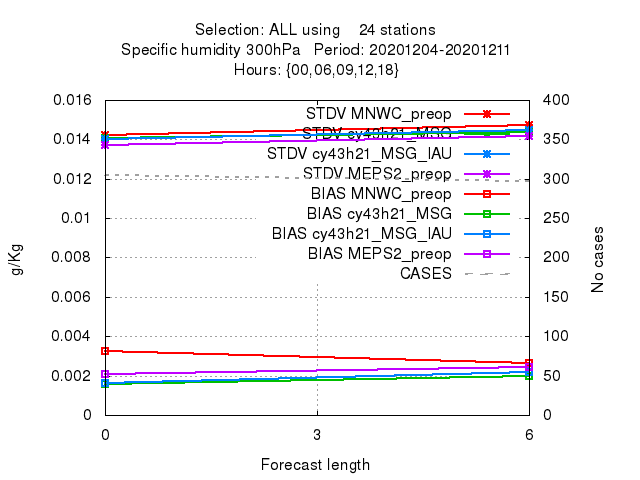 Selection: ALL using 24 stations
Specific humidity 300hPa Period: 20201204-20201211
Hours: {00,06,09,12,18}
0.016
0.014
0.012
0.01
0.008
0.006
0.004
0.002
0
400
350
300
250
200
150
100
50
0
g/Kg
No cases
STDV MNWC_preop
STDV cy43h21_MSG
STDV cy43h21_MSG_IAU
STDV MEPS2_preop
BIAS MNWC_preop
BIAS cy43h21_MSG
BIAS cy43h21_MSG_IAU
BIAS MEPS2_preop
CASES
0 3 6
Forecast length